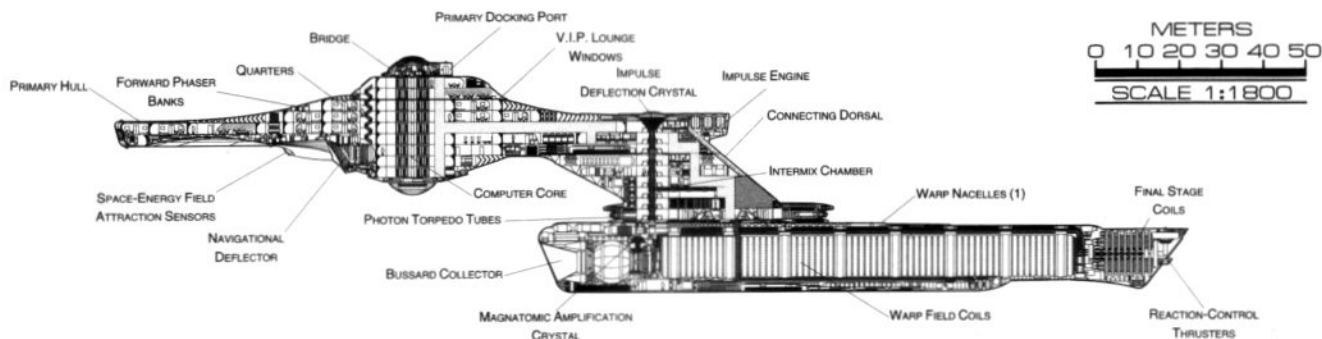 PRIMARY DOCKING PORT
BRIDGE
V.I.P. LOUNGE
WINDOWS
QUARTERS
FORWARD PHASER
BANKS
PRIMARY HULL
IMPULSE
DEFLECTION CRYSTAL
IMPULSE ENGINE
CONNECTING DORSAL
METERS
0 10 20 30 40 50
SCALE 1:1800
INTERMIX CHAMBER
SPACE-ENERGY FIELD
ATTRACTION SENSORS
COMPUTER CORE
NAVIGATIONAL
DEFLECTOR
PHOTON TORPEDO TUBES
WARP NACELLES (1)
FINAL STAGE
COILS
BUSSARD COLLECTOR
MAGNATOMIC AMPLIFICATION
CRYSTAL
WARP FIELD COILS
REACTION-CONTROL
THRUSTERS